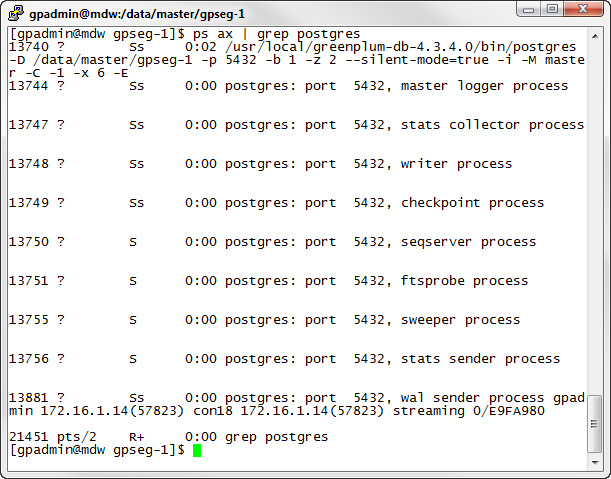 gpadmin@mdw:/data/master/gpseg-1
[gpadmin@mdw gpseg-1]$ ps ax | grep postgres
13740 ?        Ss     0:02 /usr/local/greenplum-db-4.3.4.0/bin/postgres
-D /data/master/gpseg-1 -p 5432 -b 1 -z 2 --silent-mode=true -i -M maste
r -C -1 -x 6 -E
13744 ?        Ss     0:00 postgres: port  5432, master logger process
13747 ?        Ss     0:00 postgres: port  5432, stats collector process
13748 ?        Ss     0:00 postgres: port  5432, writer process
13749 ?        Ss     0:00 postgres: port  5432, checkpoint process
13750 ?        S      0:00 postgres: port  5432, seqserver process
13751 ?        S      0:00 postgres: port  5432, ftsprobe process
13755 ?        S      0:00 postgres: port  5432, sweeper process
13756 ?        S      0:00 postgres: port  5432, stats sender process
13881 ?        Ss     0:00 postgres: port  5432, wal sender process gpad
min 172.16.1.14(57823) con18 172.16.1.14(57823) streaming 0/E9FA980
21451 pts/2    R+     0:00 grep postgres
[gpadmin@mdw gpseg-1]$